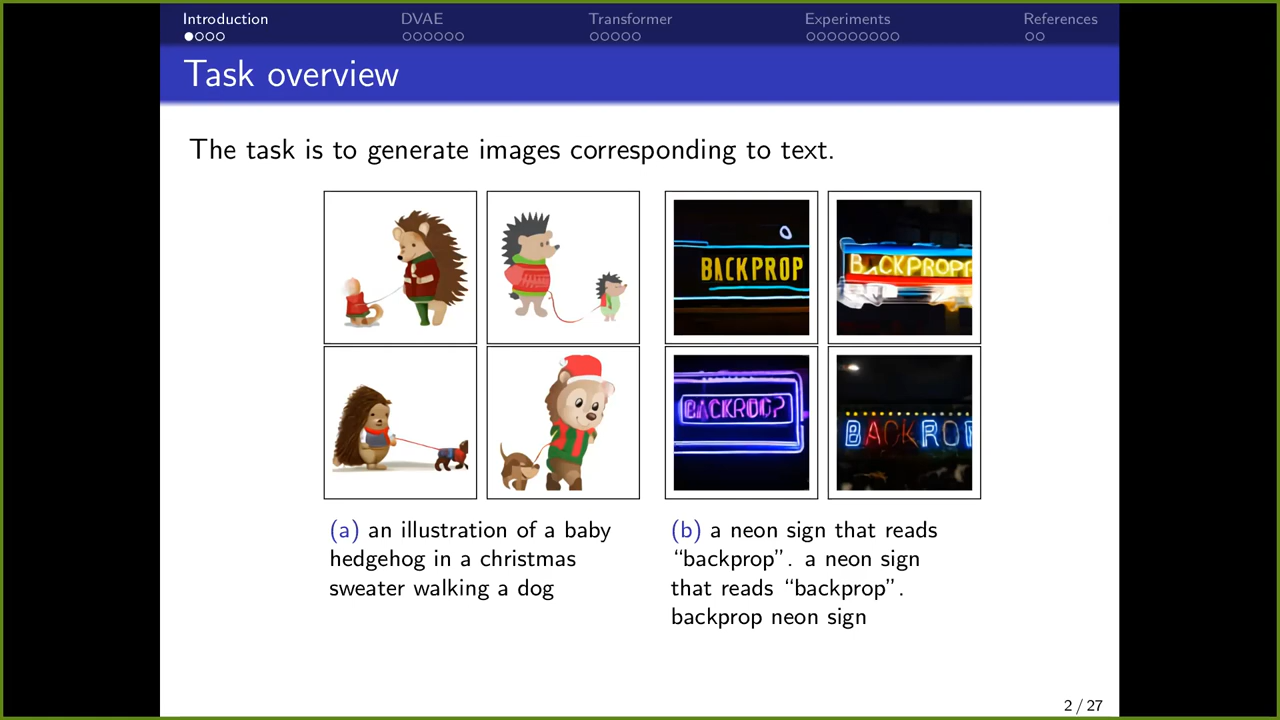 Introduction
DVAE
Transformer
Experiments
References
Task overview
The task is to generate images corresponding to text.
BACKPROP
BACKPROP
BACKROP
(a) an illustration of a baby
hedgehog in a christmas
sweater walking a dog
(b) a neon sign that reads
“backprop”. a neon sign
that reads “backprop”.
backprop neon sign
2 / 27